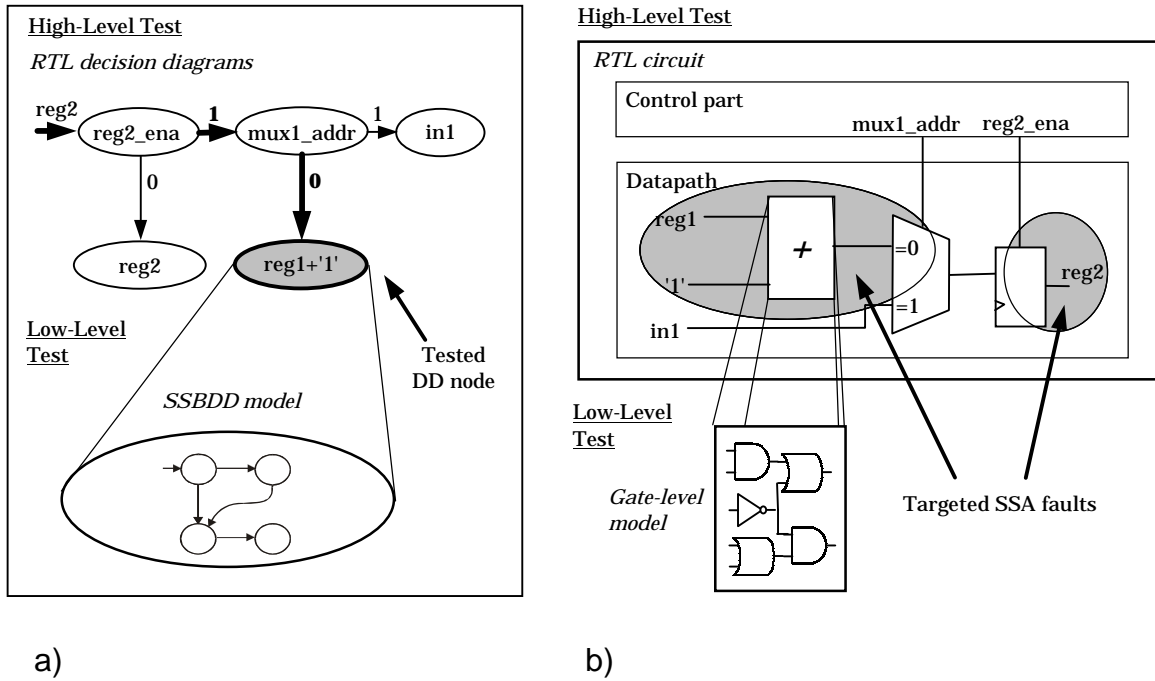 High-Level Test
RTL decision diagrams
reg2
reg2_ena
1
mux1_addr
1
in1
0
0
reg2
reg1+'1'
Low-Level
Test
Tested
DD node
SSBDD model
a)
High-Level Test
RTL circuit
Control part
mux1_addr
reg2_ena
Datapath
reg1
+
=0
'1'
reg2
=1
in1
Low-Level
Test
Gate-level
model
Targeted SSA faults
b)